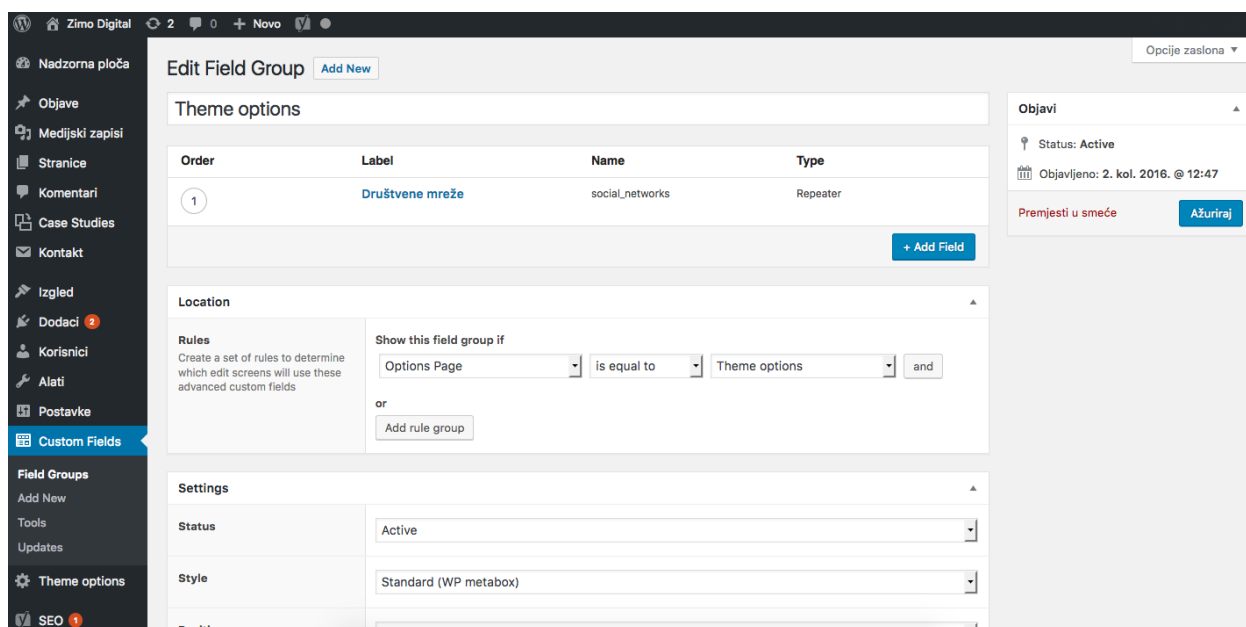 Zimo Digital 2 0 + Novo
Opcije zaslona ▼
Nadzorna ploča
Objave
Medijski zapisi
Stranice
Komentari
Case Studies
Kontakt
Izgled
Dodaci 2
Korisnici
Alati
Postavke
Custom Fields
Field Groups
Add New
Tools
Updates
Theme options
SEO 1
Edit Field Group Add New
Theme options
Order Label Name Type
1 Društvene mreže social_networks Repeater
+ Add Field
Location
Rules
Create a set of rules to determine
which edit screens will use these
advanced custom fields
Show this field group if
Options Page is equal to Theme options and
or
Add rule group
Settings
Status Active
Style Standard (WP metabox)
Objavi
Status: Active
Objavljeno: 2. kol. 2016. @ 12:47
Premjesti u smeće Ažuriraj